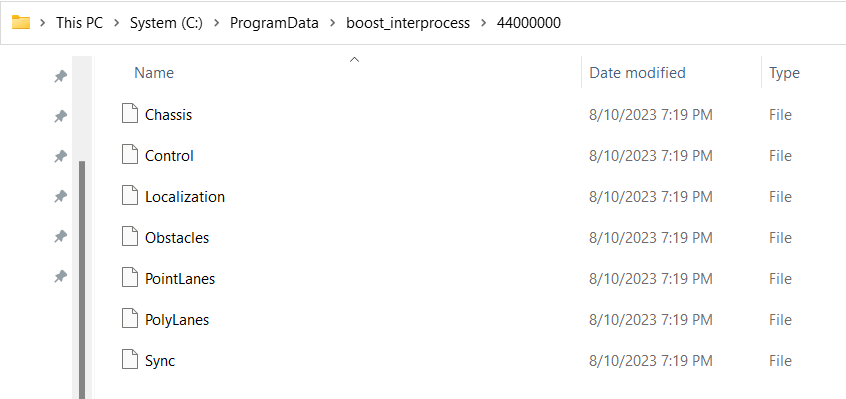 This PC > System (C:) > ProgramData > boost_interprocess > 44000000
Name Date modified Type
Chassis 8/10/2023 7:19 PM File
Control 8/10/2023 7:19 PM File
Localization 8/10/2023 7:19 PM File
Obstacles 8/10/2023 7:19 PM File
PointLanes 8/10/2023 7:19 PM File
PolyLanes 8/10/2023 7:19 PM File
Sync 8/10/2023 7:19 PM File